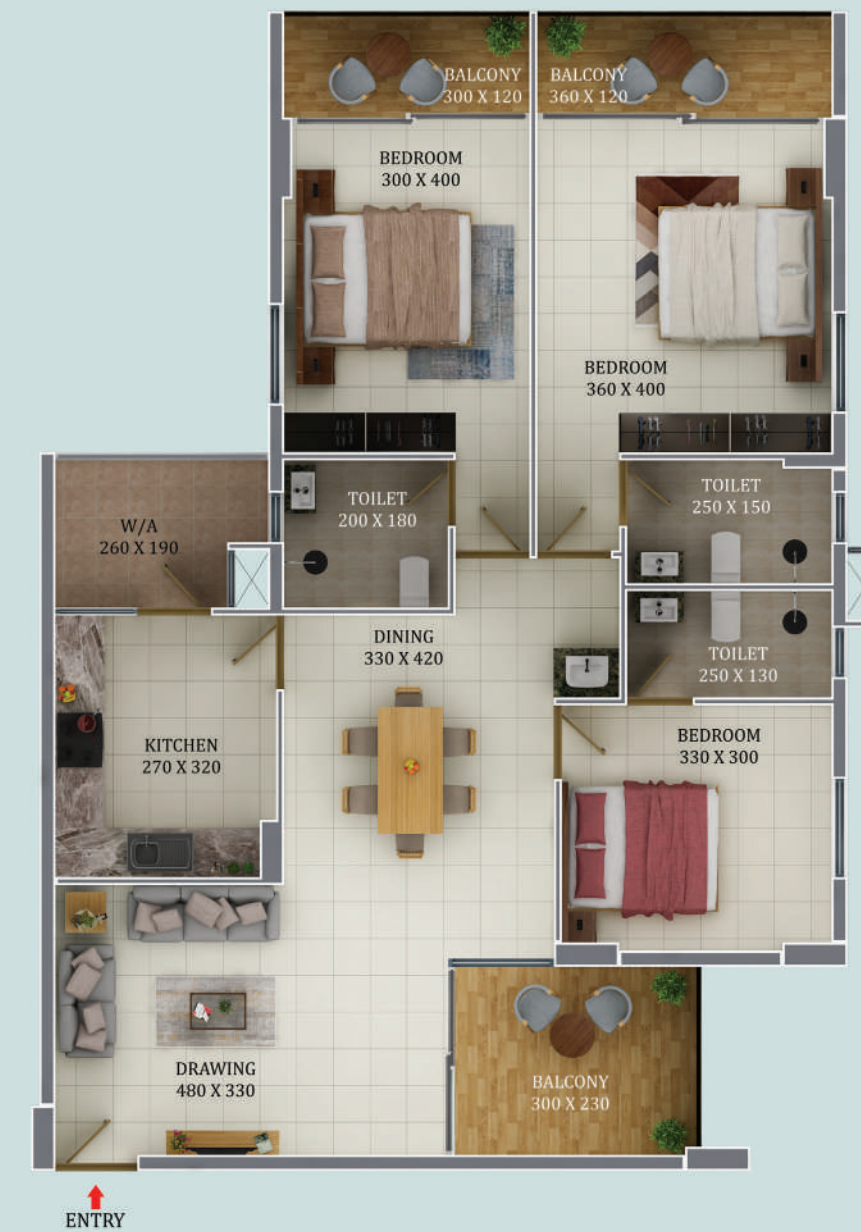 BALCONY
300 X 120
BALCONY
360 X 120
BEDROOM
300 X 400
BEDROOM
360 X 400
TOILET
200 X 180
TOILET
250 X 150
W/A
260 X 190
DINING
330 X 420
TOILET
250 X 130
KITCHEN
270 X 320
BEDROOM
330 X 300
DRAWING
480 X 330
BALCONY
300 X 230
ENTRY